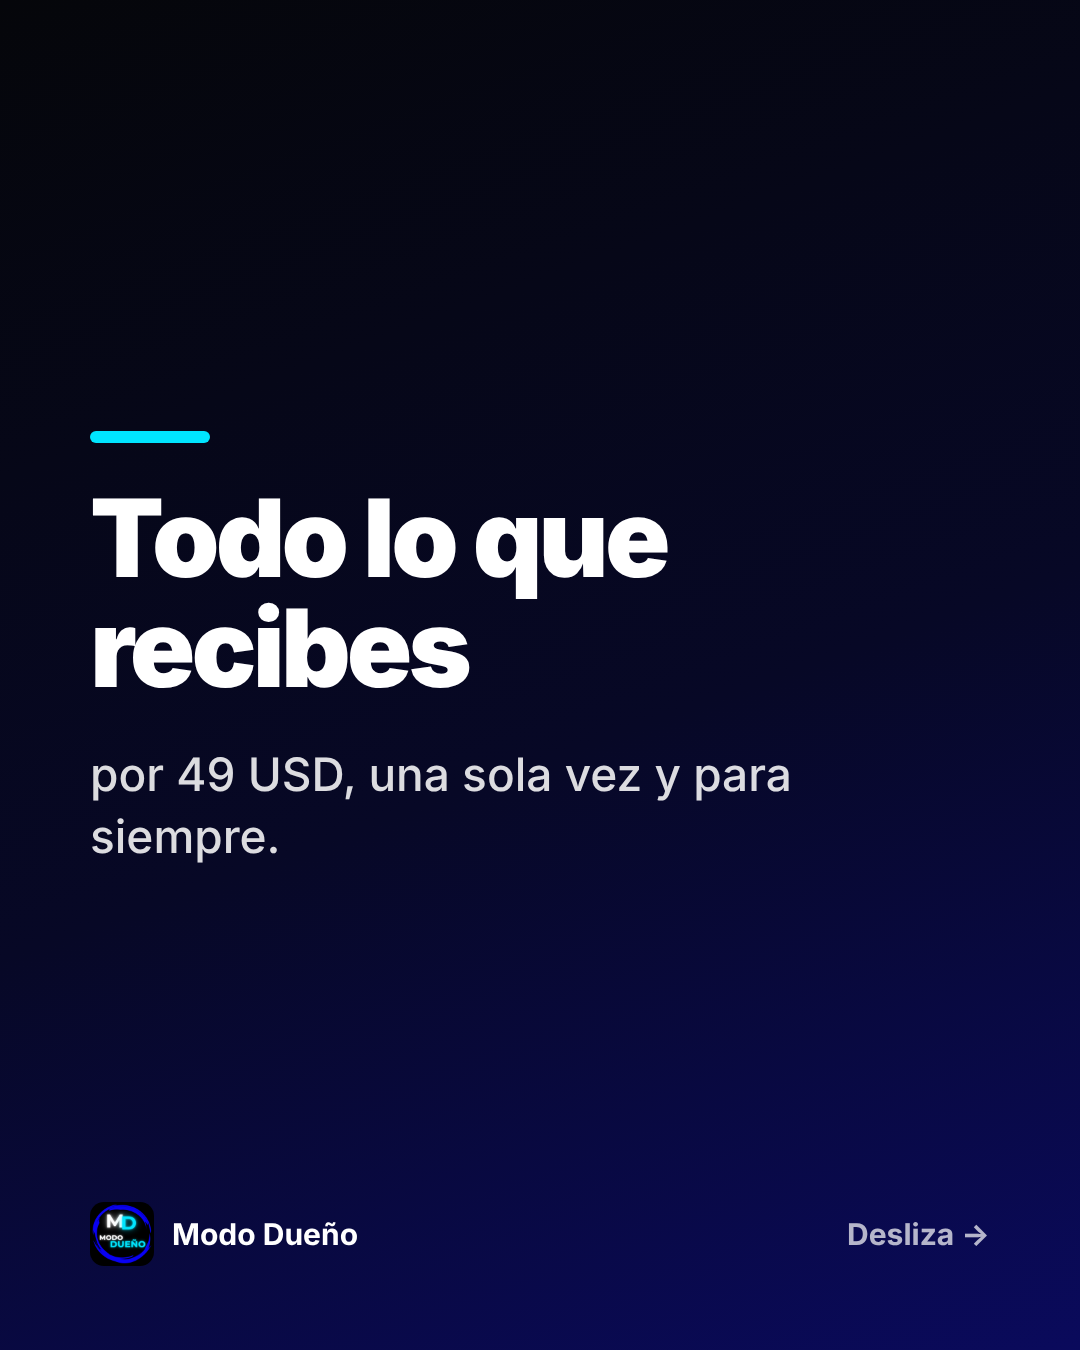 Todo lo que
recibes
por 49 USD, una sola vez y para
siempre.
MD
MODO
DUEÑO
Modo Dueño
Desliza →